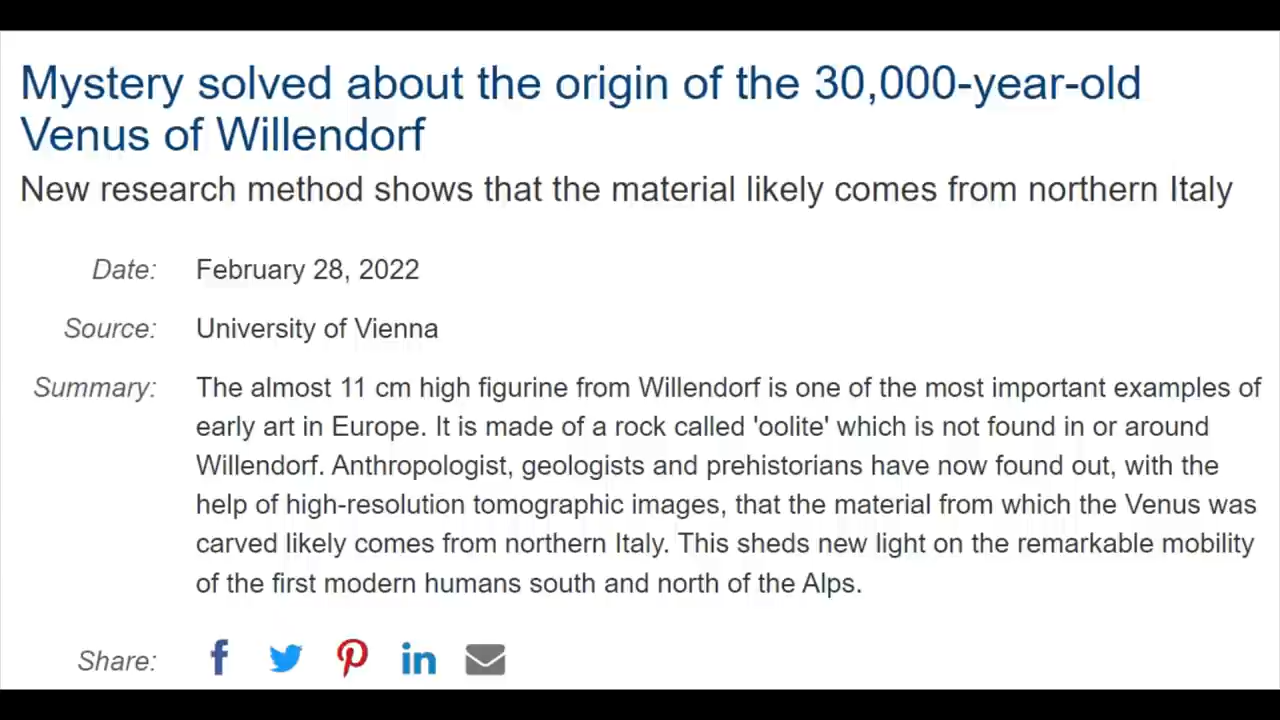 Mystery solved about the origin of the 30,000-year-old
Venus of Willendorf
New research method shows that the material likely comes from northern Italy
Date: February 28, 2022
Source: University of Vienna
Summary: The almost 11 cm high figurine from Willendorf is one of the most important examples of
early art in Europe. It is made of a rock called 'oolite' which is not found in or around
Willendorf. Anthropologist, geologists and prehistorians have now found out, with the
help of high-resolution tomographic images, that the material from which the Venus was
carved likely comes from northern Italy. This sheds new light on the remarkable mobility
of the first modern humans south and north of the Alps.
Share: